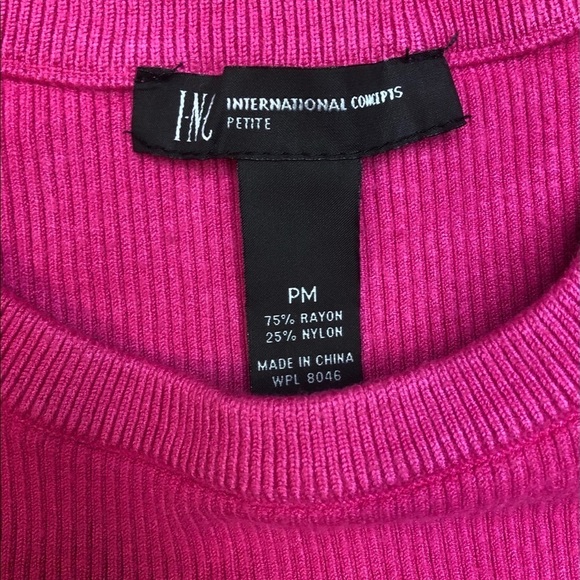 I·N·C INTERNATIONAL CONCEPTS
PETITE
PM
75% RAYON
25% NYLON
MADE IN CHINA
WPL 8046